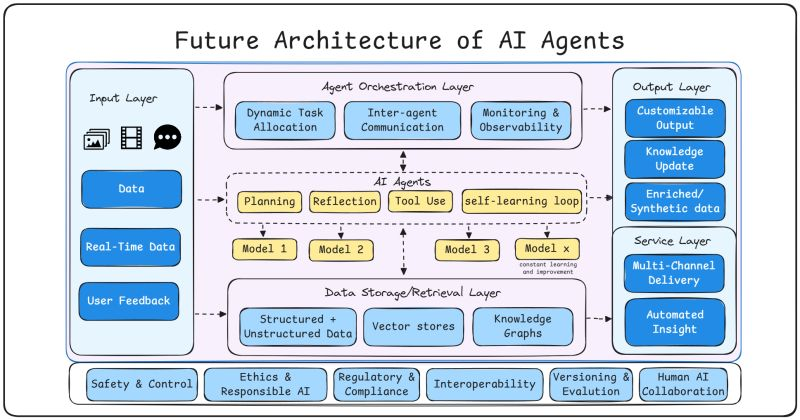 Future Architecture of AI Agents
Input Layer
Data
Real-Time Data
User Feedback
Agent Orchestration Layer
Dynamic Task
Allocation
Inter-agent
Communication
Monitoring &
Observability
AI Agents
Planning
Reflection
Tool Use
self-learning loop
Model 1
Model 2
Model 3
Model x
constant learning
and improvement
Data Storage/Retrieval Layer
Structured +
Unstructured Data
Vector stores
Knowledge
Graphs
Output Layer
Customizable
Output
Knowledge
Update
Enriched/
Synthetic data
Service Layer
Multi-Channel
Delivery
Automated
Insight
Safety & Control
Ethics &
Responsible AI
Regulatory &
Compliance
Interoperability
Versioning &
Evalution
Human AI
Collaboration